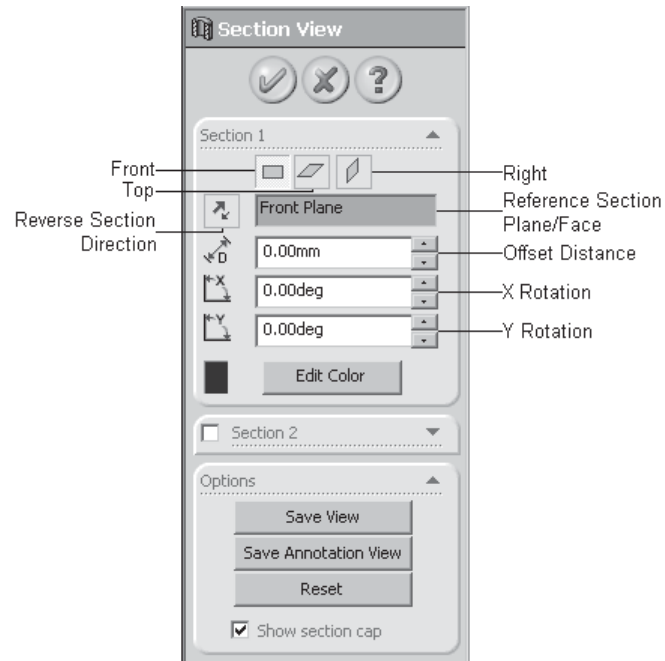 Section View
Section 1
Front
Top
Right
Reverse Section
Direction
Front Plane
Reference Section
Plane/Face
D
0.00mm
Offset Distance
X
0.00deg
X Rotation
Y
0.00deg
Y Rotation
Edit Color
Section 2
Options
Save View
Save Annotation View
Reset
Show section cap